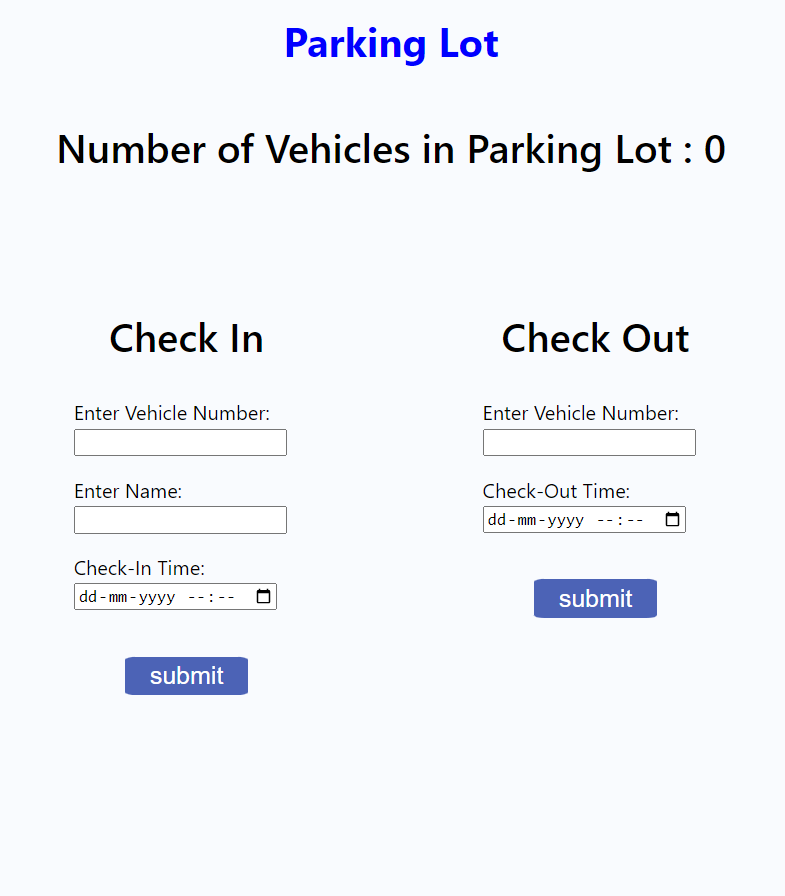 Parking Lot
Number of Vehicles in Parking Lot : 0
Check In
Enter Vehicle Number:
Enter Name:
Check-In Time:
dd-mm-yyyy --:--
submit
Check Out
Enter Vehicle Number:
Check-Out Time:
dd-mm-yyyy --:--
submit